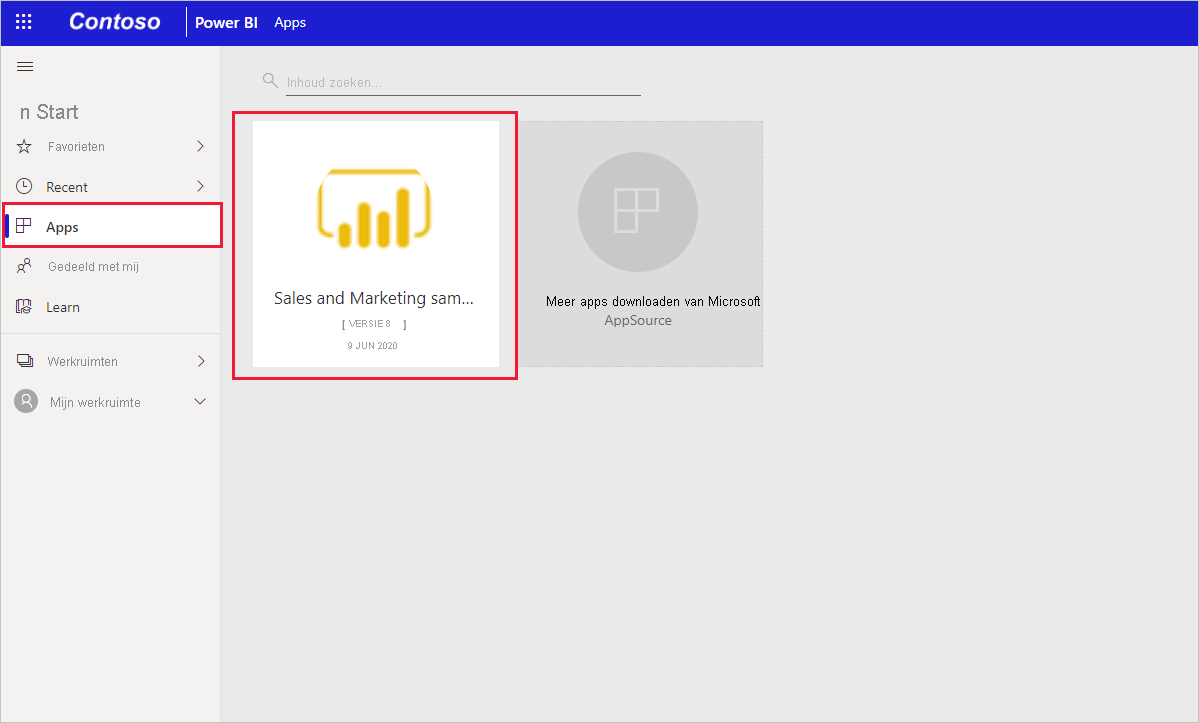 Contoso
Power BI
Apps
Inhoud zoeken...
n Start
Favorieten
Recent
Apps
Gedeeld met mij
Learn
Werkruimten
Mijn werkruimte
Sales and Marketing sam...
[ VERSIE 8 ]
9 JUN 2020
Meer apps downloaden van Microsoft
AppSource